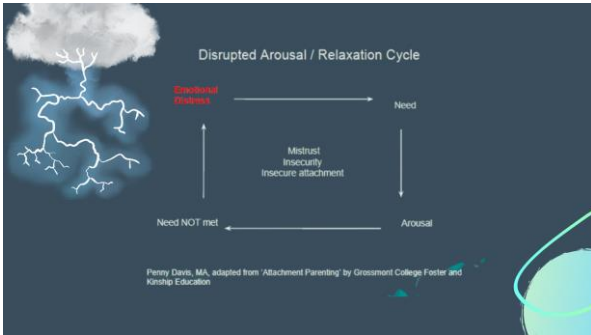 Disrupted Arousal / Relaxation Cycle
Emotional
Distress
Need
Mistrust
Insecurity
Insecure attachment
Need NOT met
Arousal
Penny Davis, MA, adapted from 'Attachment Parenting' by Grossmont College Foster and
Kinship Education